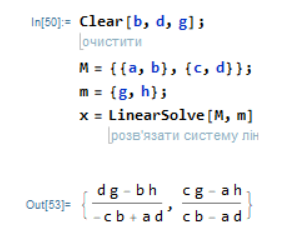 In[50]:= Clear[b, d, g];
очистити
M = {{a, b}, {c, d}};
m = {g, h};
x = LinearSolve[M, m]
розв'язати систему лін
Out[53]= {(d g - b h)/(-c b + a d), (c g - a h)/(c b - a d)}